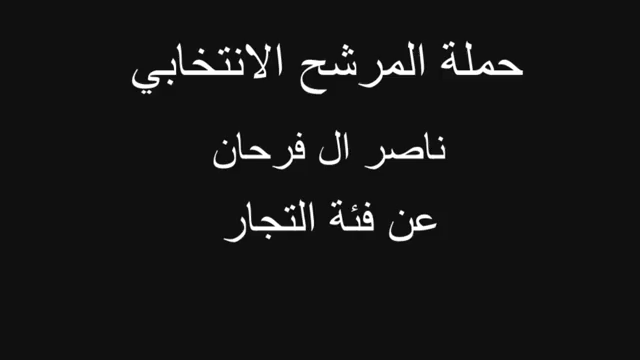 حملة المرشح الانتخابي
ناصر ال فرحان
عن فئة التجار